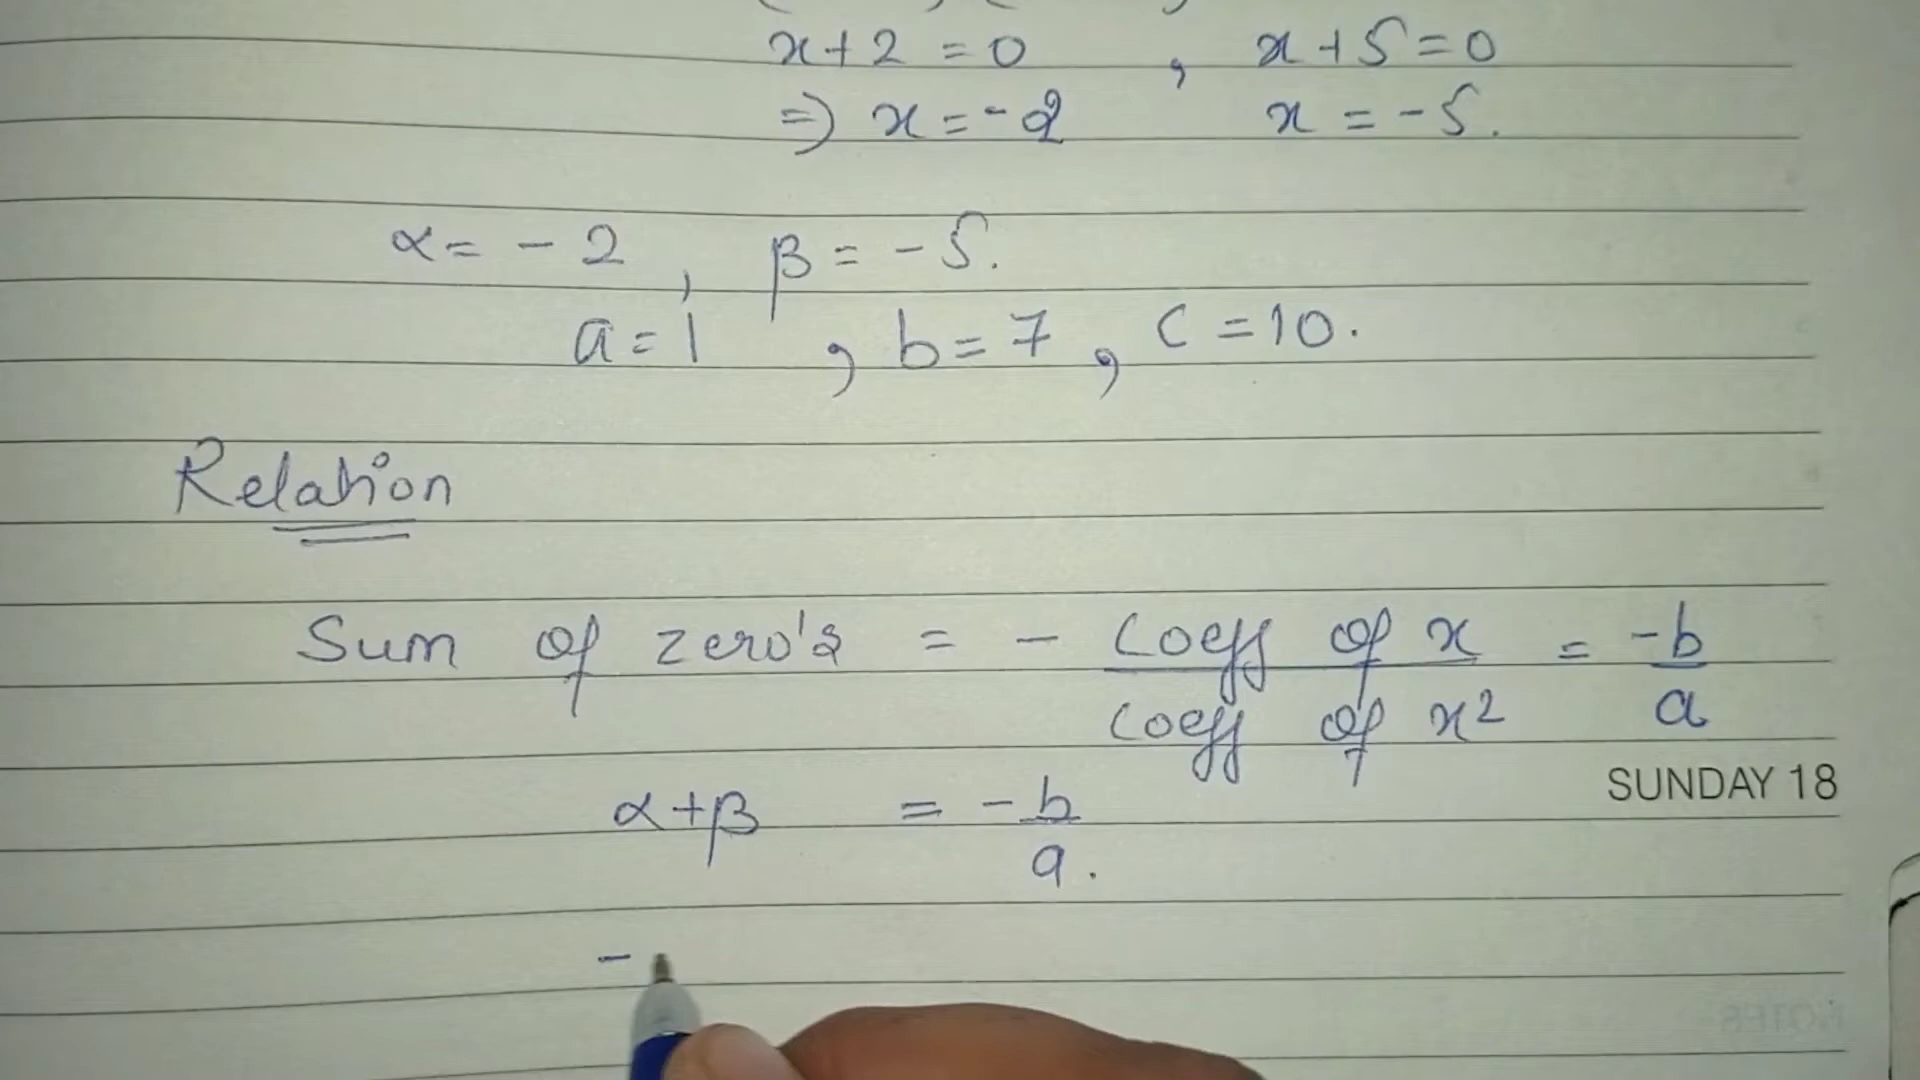 x+2=0 , x+5=0
=) x=-2 x=-5.
α=-2, β=-5.
a=1, b=7, c=10.
Relation
Sum of zero's = - Coeff of x / Coeff of x² = -b/a
SUNDAY 18
α+β = -b/a.
-
NOTES